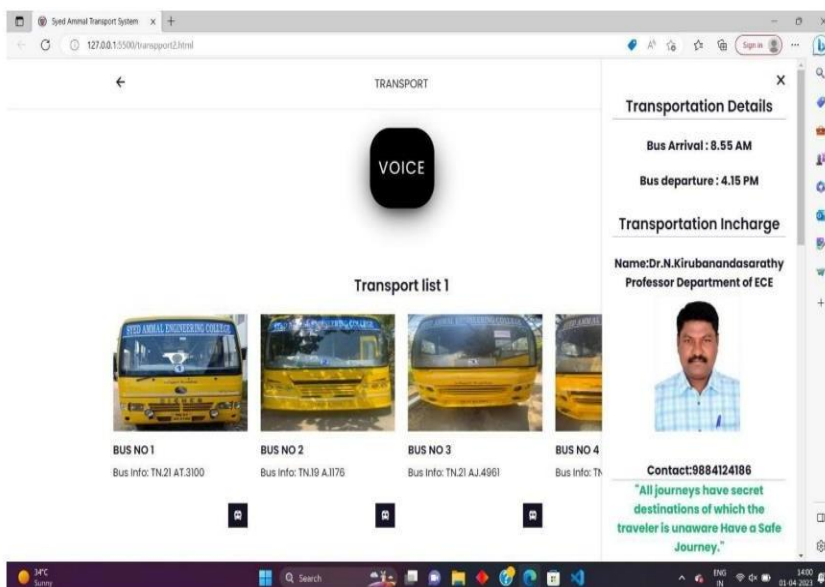 Syed Ammal Transport System
127.0.0.1:5500/transpport2.html
Sign in
TRANSPORT
VOICE
Transport list 1
SYED AMMAL ENGINEERING COLLEGE
EICHER
BUS NO 1
Bus Info: TN.21 AT.3100
BUS NO 2
Bus Info: TN.19 A.1176
BUS NO 3
Bus Info: TN.21 AJ.4961
BUS NO 4
Bus Info: TN
X
Transportation Details
Bus Arrival : 8.55 AM
Bus departure : 4.15 PM
Transportation Incharge
Name:Dr.N.Kirubanandasarathy
Professor Department of ECE
Contact:9884124186
"All journeys have secret
destinations of which the
traveler is unaware Have a Safe
Journey."
34°C
Sunny
Search
ENG
IN
14:00
01-04-2023